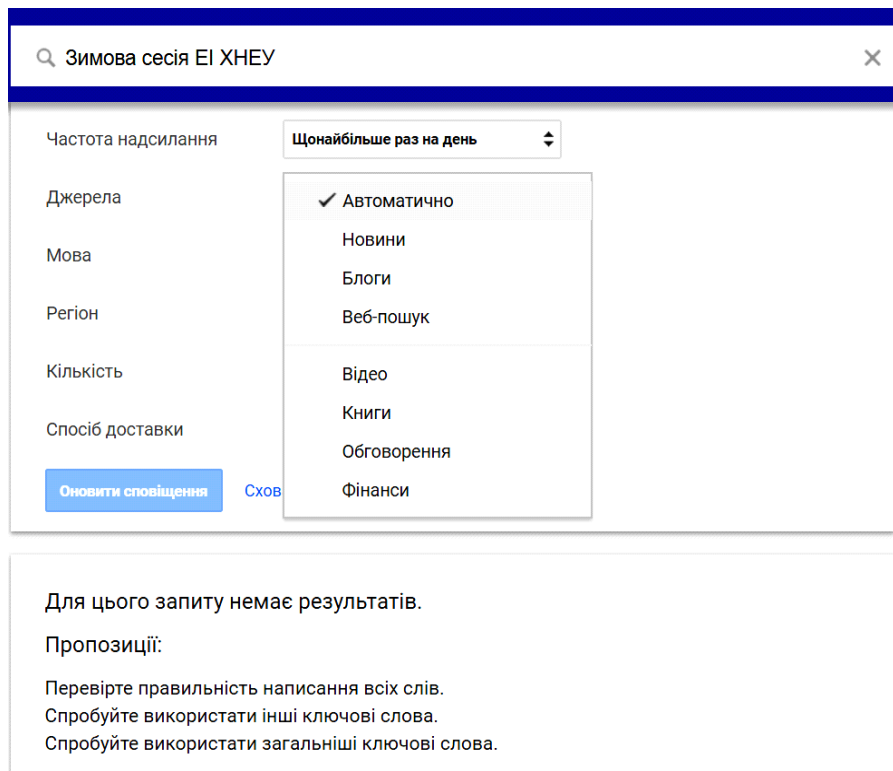 Зимова сесія ЕІ ХНЕУ
Частота надсилання Щонайбільше раз на день
Джерела
Автоматично
Новини
Мова
Блоги
Регіон
Веб-пошук
Кількість
Відео
Книги
Спосіб доставки
Обговорення
Оновити сповіщення Схов
Фінанси
Для цього запиту немає результатів.
Пропозиції:
Перевірте правильність написання всіх слів.
Спробуйте використати інші ключові слова.
Спробуйте використати загальніші ключові слова.